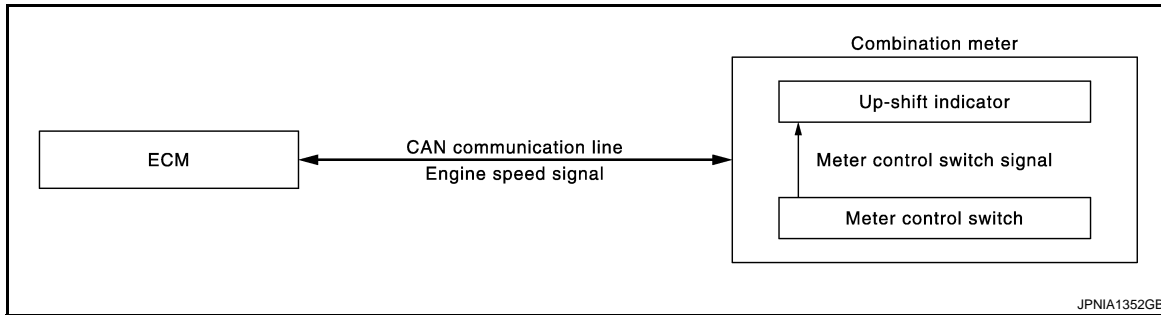 Combination meter
Up-shift indicator
ECM
CAN communication line
Engine speed signal
Meter control switch signal
Meter control switch
JPNIA1352GB